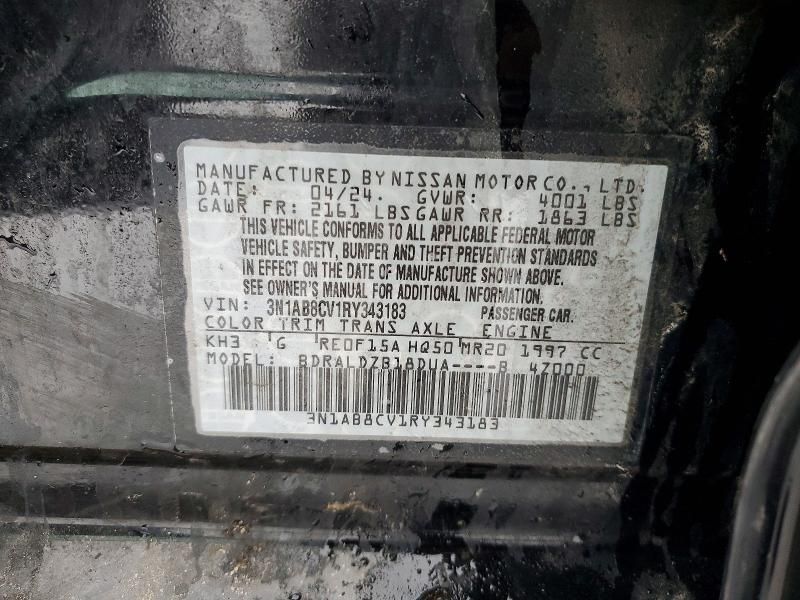 MANUFACTURED BY NISSAN MOTOR CO., LTD.
DATE: 04/24. GVWR: 4001 LBS
GAWR FR: 2161 LBS GAWR RR: 1863 LBS
THIS VEHICLE CONFORMS TO ALL APPLICABLE FEDERAL MOTOR
VEHICLE SAFETY, BUMPER AND THEFT PREVENTION STANDARDS
IN EFFECT ON THE DATE OF MANUFACTURE SHOWN ABOVE.
SEE OWNER'S MANUAL FOR ADDITIONAL INFORMATION.
VIN: 3N1AB8CV1RY343183 PASSENGER CAR.
COLOR TRIM TRANS AXLE ENGINE
KH3 G RE0F15A HQ50 MR20 1997 CC
MODEL: BDRALDZB18DUA----B 47000
3N1AB8CV1RY343183